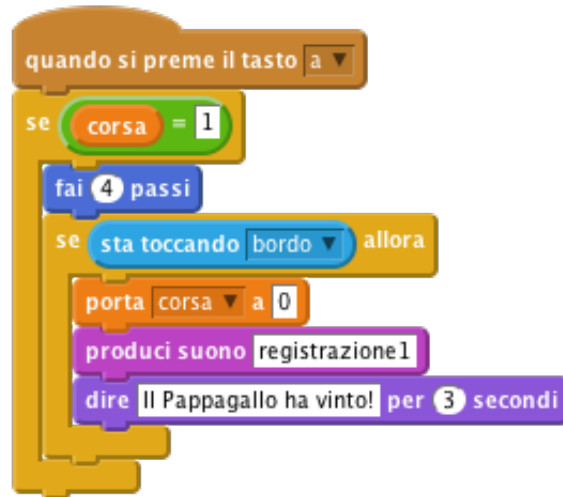 quando si preme il tasto a
se corsa = 1
fai 4 passi
se sta toccando bordo allora
porta corsa a 0
produci suono registrazione1
dire Il Pappagallo ha vinto! per 3 secondi